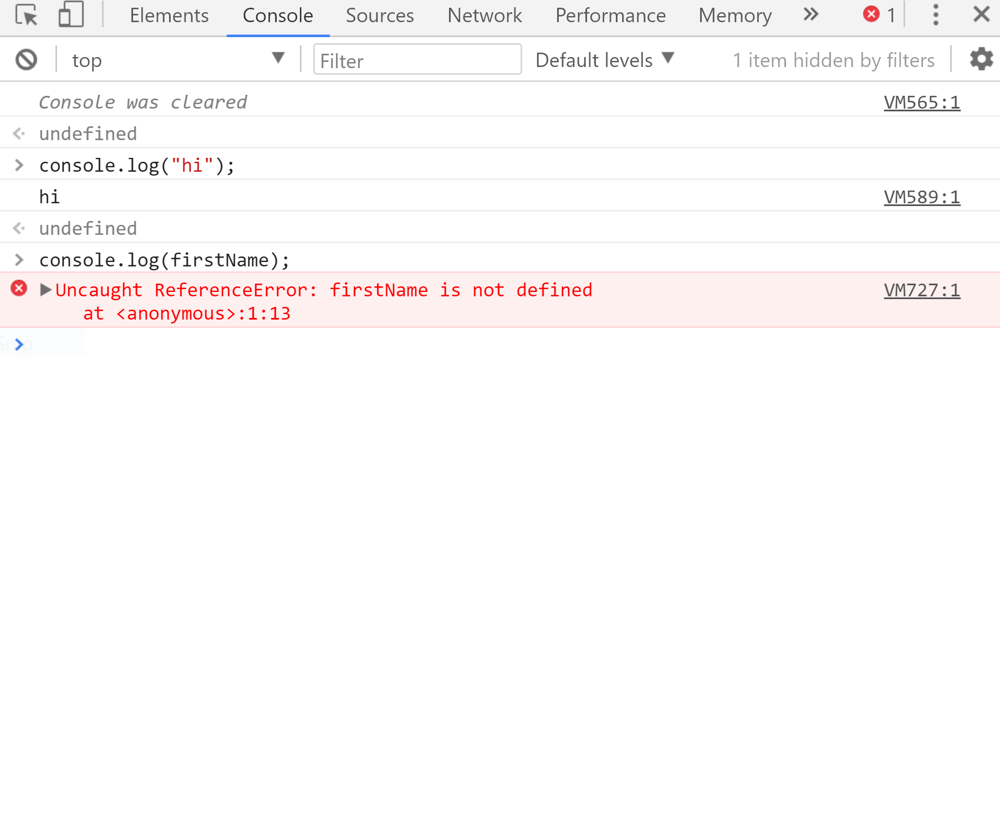 Elements Console Sources Network Performance Memory 1
top Filter Default levels 1 item hidden by filters
Console was cleared VM565:1
undefined
console.log("hi");
hi VM589:1
undefined
console.log(firstName);
Uncaught ReferenceError: firstName is not defined VM727:1
at <anonymous>:1:13
Snip